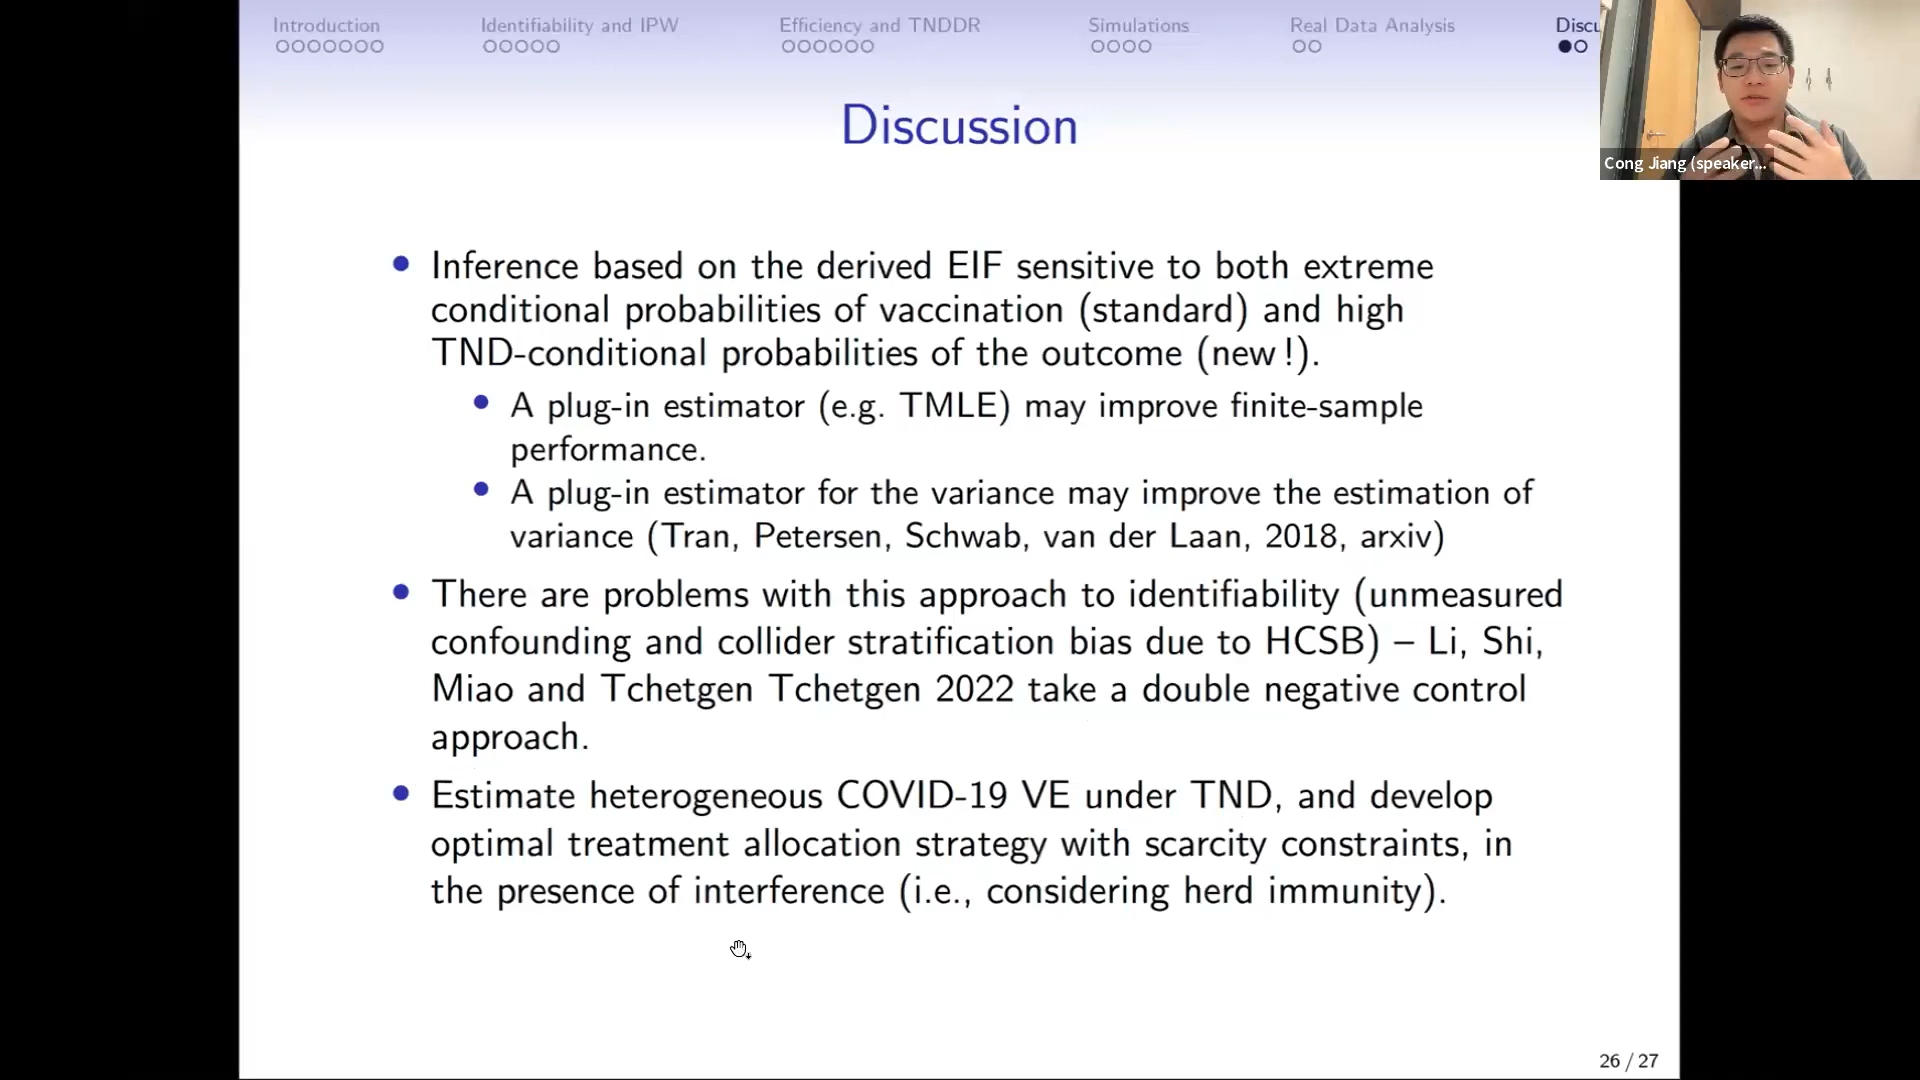 Introduction Identifiability and IPW Efficiency and TNDDR Simulations Real Data Analysis Discu
Cong Jiang (speaker...
Discussion
Inference based on the derived EIF sensitive to both extreme
conditional probabilities of vaccination (standard) and high
TND-conditional probabilities of the outcome (new !).
A plug-in estimator (e.g. TMLE) may improve finite-sample
performance.
A plug-in estimator for the variance may improve the estimation of
variance (Tran, Petersen, Schwab, van der Laan, 2018, arxiv)
There are problems with this approach to identifiability (unmeasured
confounding and collider stratification bias due to HCSB) – Li, Shi,
Miao and Tchetgen Tchetgen 2022 take a double negative control
approach.
Estimate heterogeneous COVID-19 VE under TND, and develop
optimal treatment allocation strategy with scarcity constraints, in
the presence of interference (i.e., considering herd immunity).
26 / 27